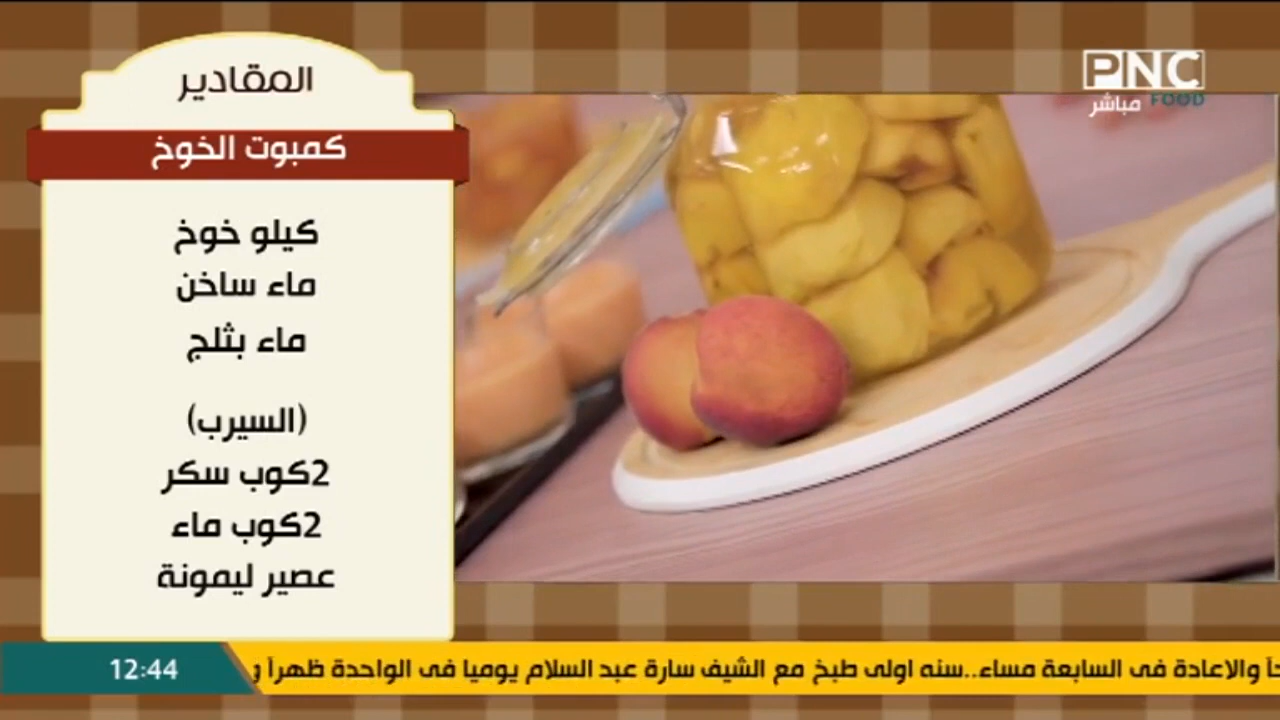 المقادير
كمبوت الخوخ
كيلو خوخ
ماء ساخن
ماء بثلج
(السيرب)
2كوب سكر
2كوب ماء
عصير ليمونة
PNC
FOOD
مباشر
والاعادة فى السابعة مساء..سنه اولى طبخ مع الشيف سارة عبد السلام يوميا فى الواحدة ظهراً
12:44